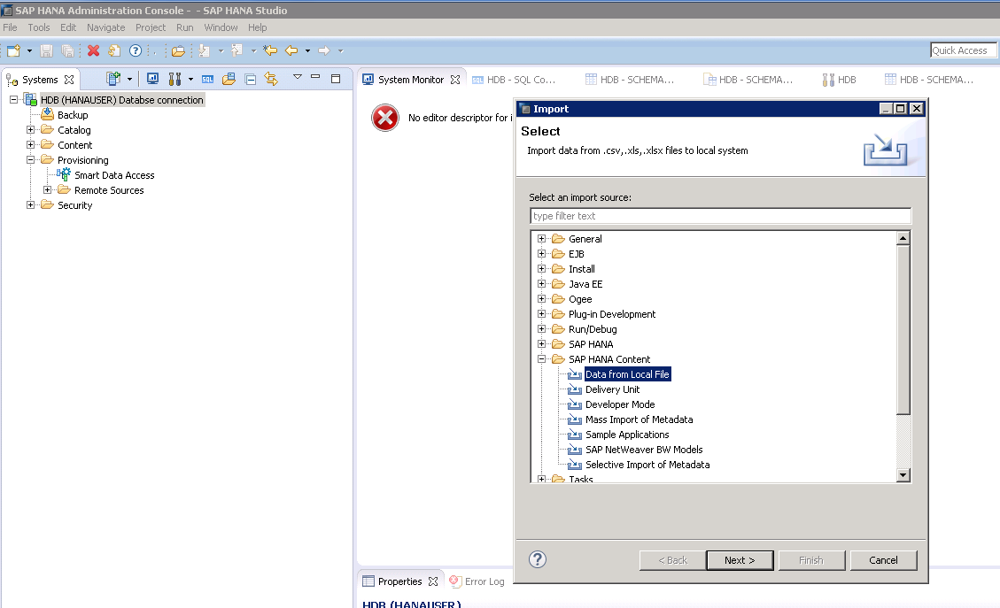 SAP HANA Administration Console - - SAP HANA Studio
File Tools Edit Navigate Project Run Window Help
Quick Access
Systems
HDB (HANAUSER) Databse connection
Backup
Catalog
Content
Provisioning
Smart Data Access
Remote Sources
Security
System Monitor HDB - SQL Co... HDB - SCHEMA... HDB - SCHEMA... HDB HDB - SCHEMA...
No editor descriptor for i
Import
Select
Import data from .csv,.xls,.xlsx files to local system
Select an import source:
type filter text
General
EJB
Install
Java EE
Ogee
Plug-in Development
Run/Debug
SAP HANA
SAP HANA Content
Data from Local File
Delivery Unit
Developer Mode
Mass Import of Metadata
Sample Applications
SAP NetWeaver BW Models
Selective Import of Metadata
Tasks
< Back Next > Finish Cancel
Properties Error Log
HDB (HANAUSER)